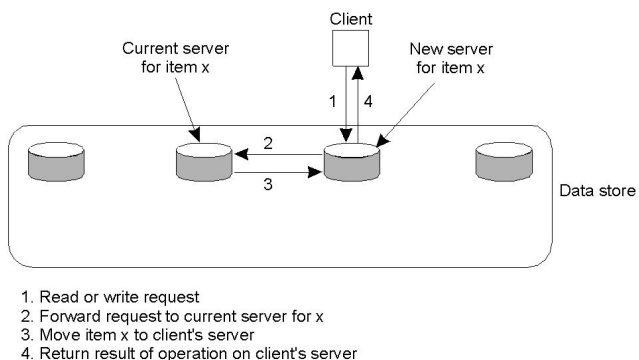 Client
Current server
for item x
New server
for item x
1
4
2
3
Data store
1. Read or write request
2. Forward request to current server for x
3. Move item x to client's server
4. Return result of operation on client's server